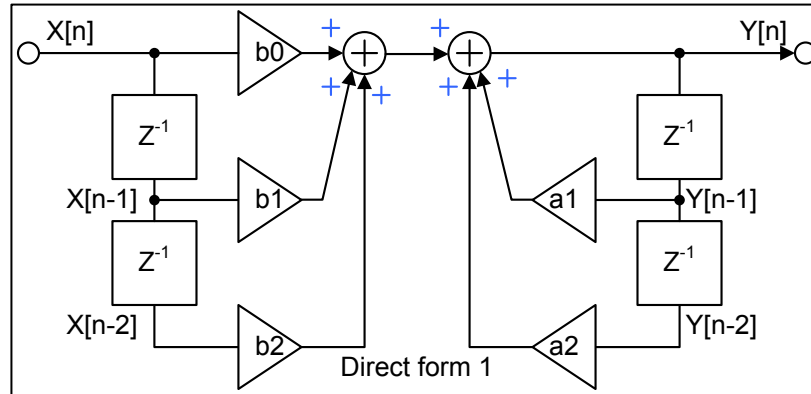 X[n] Y[n]
+ +
b0 + +
Z⁻¹ Z⁻¹
+ + + +
X[n-1] b1 a1 Y[n-1]
Z⁻¹ Z⁻¹
X[n-2] b2 a2 Y[n-2]
Direct form 1